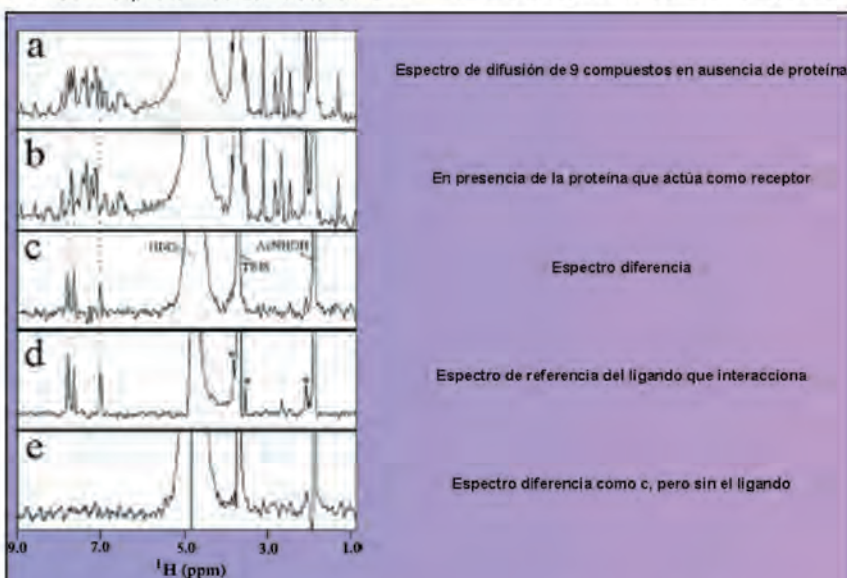 a
Espectro de difusión de 9 compuestos en ausencia de proteína
b
En presencia de la proteína que actúa como receptor
c
HDO
TRIS
AcNHOH
Espectro diferencia
d
* * *
Espectro de referencia del ligando que interacciona
e
Espectro diferencia como c, pero sin el ligando
9.0 7.0 5.0 3.0 1.0
¹H (ppm)